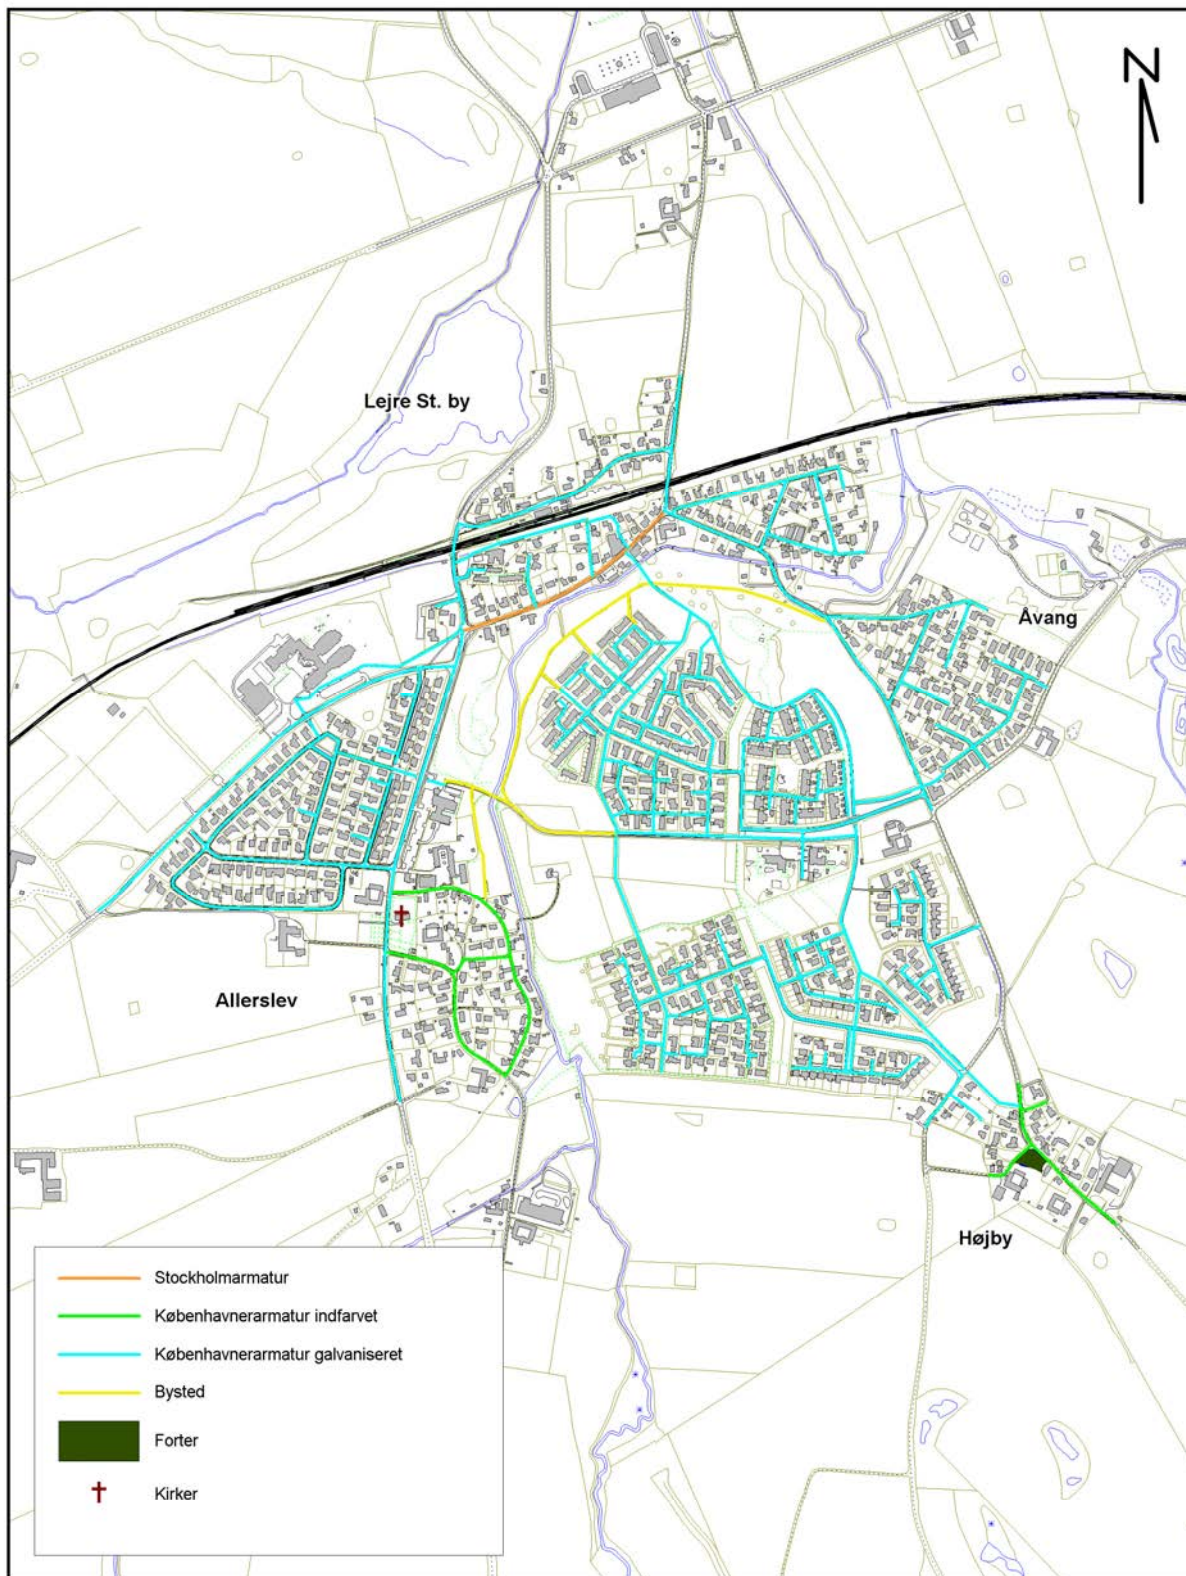 N
Lejre St. by
Åvang
Allerslev
Højby
Stockholmarmatur
Københavnerarmatur indfarvet
Københavnerarmatur galvaniseret
Bysted
Forter
Kirker